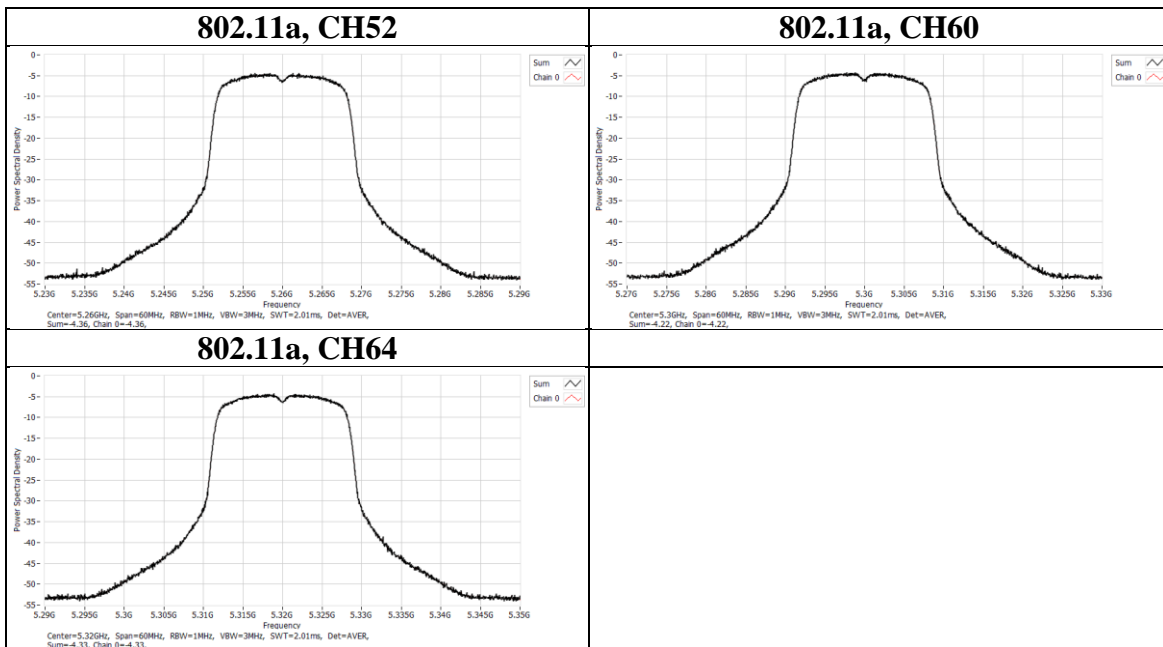 802.11a, CH52
802.11a, CH60
Sum
Chain 0
Power Spectral Density
0
-5
-10
-15
-20
-25
-30
-35
-40
-45
-50
-55
5.23G 5.235G 5.24G 5.245G 5.25G 5.255G 5.26G 5.265G 5.27G 5.275G 5.28G 5.285G 5.29G
Frequency
Center=5.26GHz, Span=60MHz, RBW=1MHz, VBW=3MHz, SWT=2.01ms, Det=AVER,
Sum=-4.36, Chain 0=-4.36,
Sum
Chain 0
Power Spectral Density
0
-5
-10
-15
-20
-25
-30
-35
-40
-45
-50
-55
5.27G 5.275G 5.28G 5.285G 5.29G 5.295G 5.3G 5.305G 5.31G 5.315G 5.32G 5.325G 5.33G
Frequency
Center=5.3GHz, Span=60MHz, RBW=1MHz, VBW=3MHz, SWT=2.01ms, Det=AVER,
Sum=-4.22, Chain 0=-4.22,
802.11a, CH64
Sum
Chain 0
Power Spectral Density
0
-5
-10
-15
-20
-25
-30
-35
-40
-45
-50
-55
5.29G 5.295G 5.3G 5.305G 5.31G 5.315G 5.32G 5.325G 5.33G 5.335G 5.34G 5.345G 5.35G
Frequency
Center=5.32GHz, Span=60MHz, RBW=1MHz, VBW=3MHz, SWT=2.01ms, Det=AVER,
Sum=-4.33, Chain 0=-4.33,